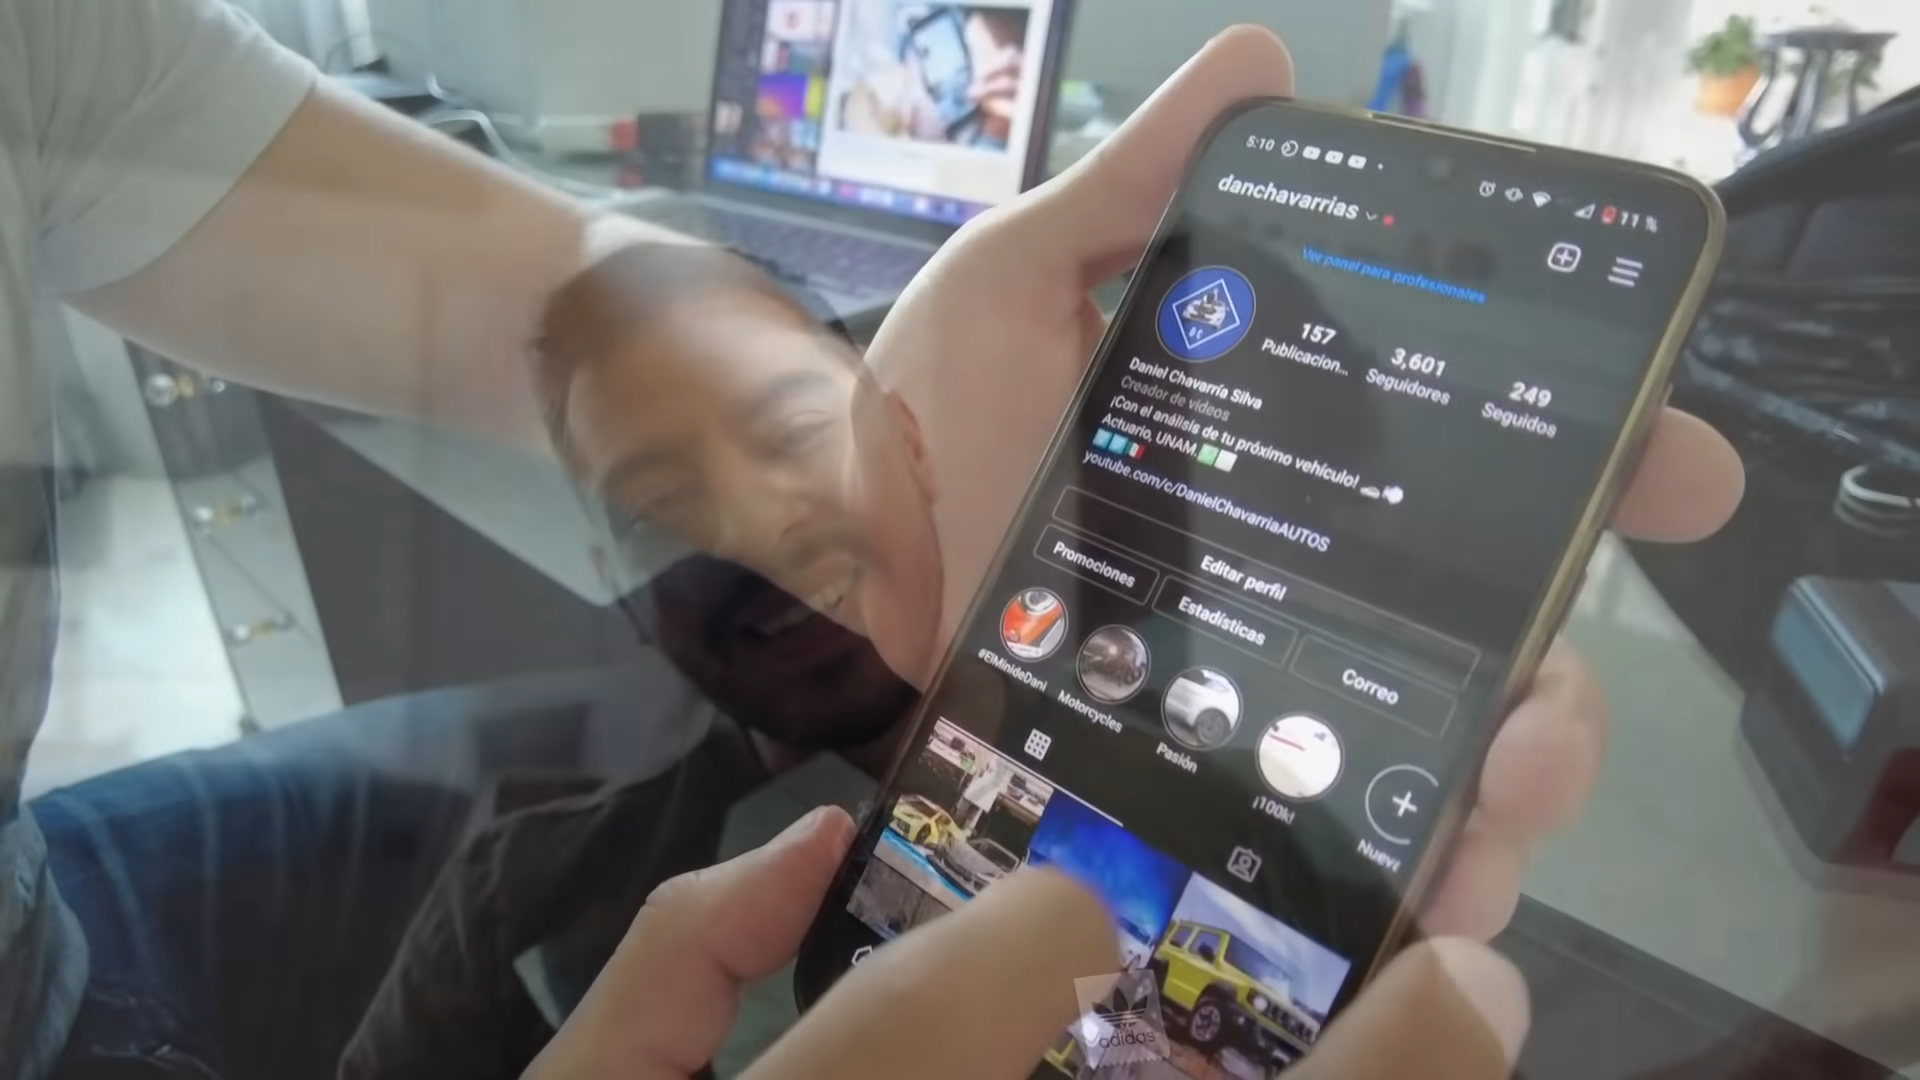 5:10
11 %
danchavarrias
Ver panel para profesionales
157
Publicacion...
3,601
Seguidores
249
Seguidos
Daniel Chavarría Silva
Creador de videos
¡Con el análisis de tu próximo vehículo!
Actuario, UNAM.
youtube.com/c/DanielChavarriaAUTOS
Editar perfil
Promociones
Estadísticas
Correo
#ElMinideDani
Motorcycles
Pasión
¡100k!
Nuevo
adidas